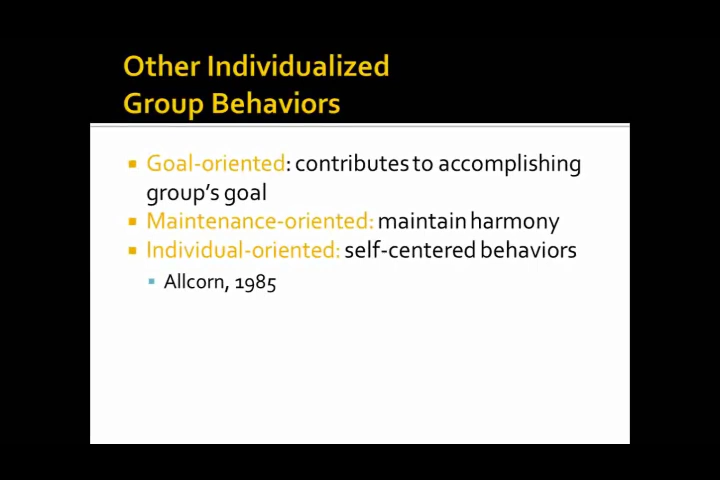 Other Individualized
Group Behaviors
Goal-oriented: contributes to accomplishing
group's goal
Maintenance-oriented: maintain harmony
Individual-oriented: self-centered behaviors
Allcorn, 1985